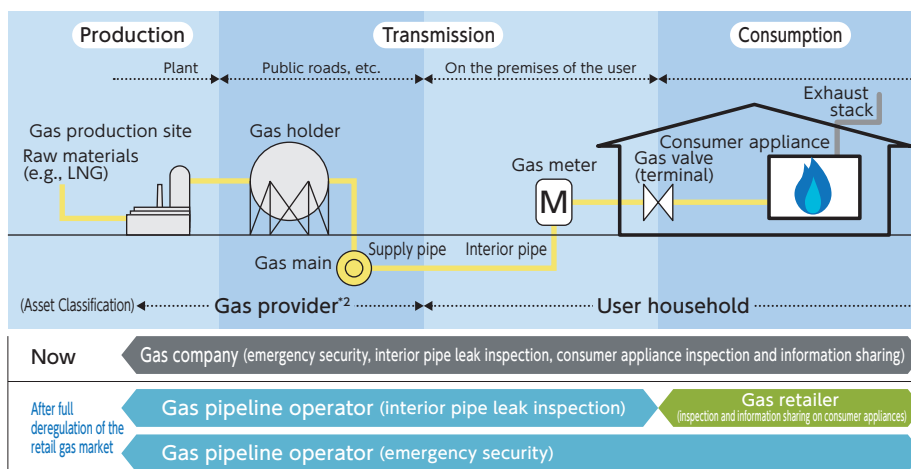 Production
Transmission
Consumption
Plant
Public roads, etc.
On the premises of the user
Exhaust
stack
Gas production site
Gas holder
Consumer appliance
Raw materials
(e.g., LNG)
Gas meter
Gas valve
(terminal)
M
Supply pipe
Interior pipe
Gas main
(Asset Classification)
Gas provider*2
User household
Now
Gas company (emergency security, interior pipe leak inspection, consumer appliance inspection and information sharing)
After full
deregulation of the
retail gas market
Gas pipeline operator (interior pipe leak inspection)
Gas retailer
(inspection and information sharing on consumer appliances)
Gas pipeline operator (emergency security)